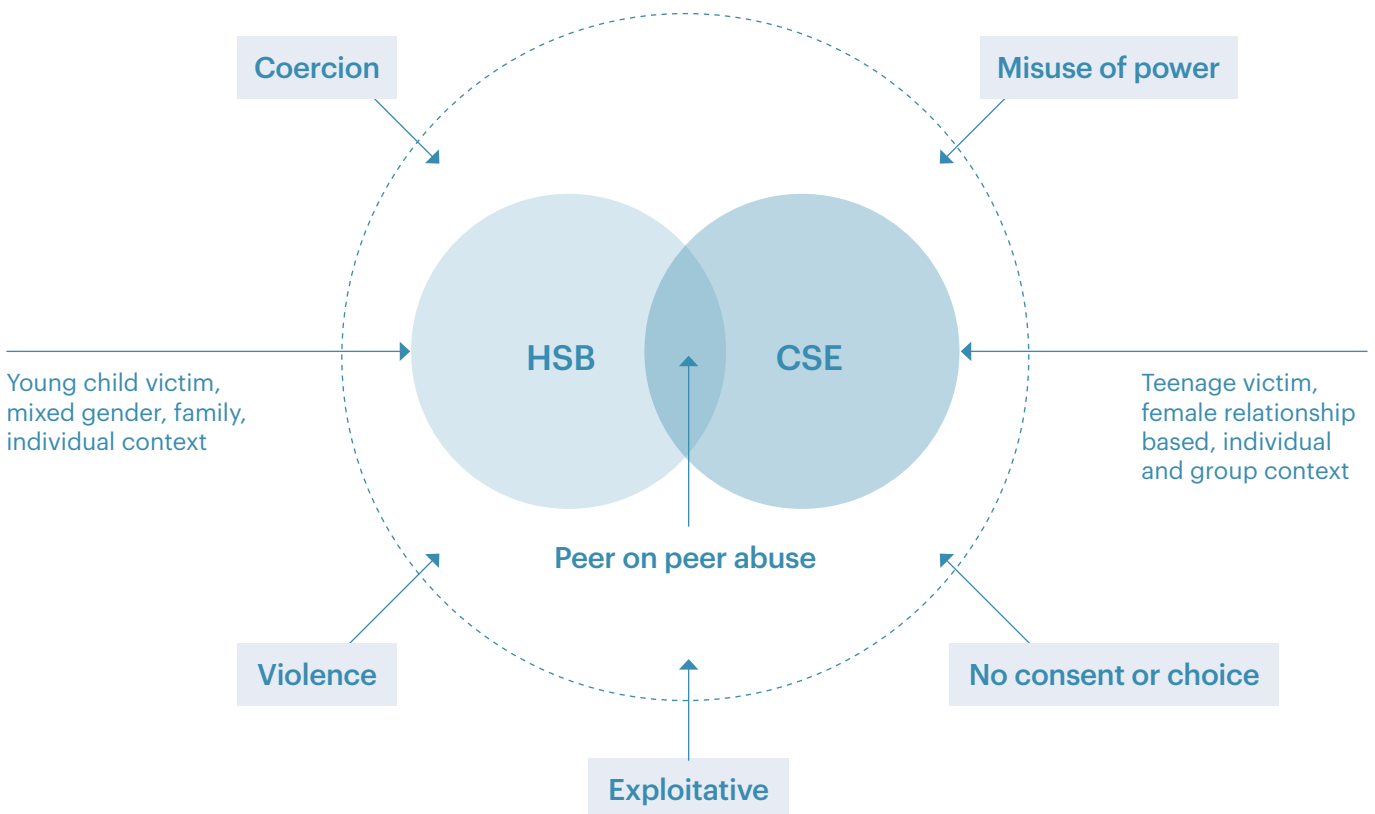 Coercion
Misuse of power
HSB
CSE
Young child victim,
mixed gender, family,
individual context
Teenage victim,
female relationship
based, individual
and group context
Peer on peer abuse
Violence
No consent or choice
Exploitative